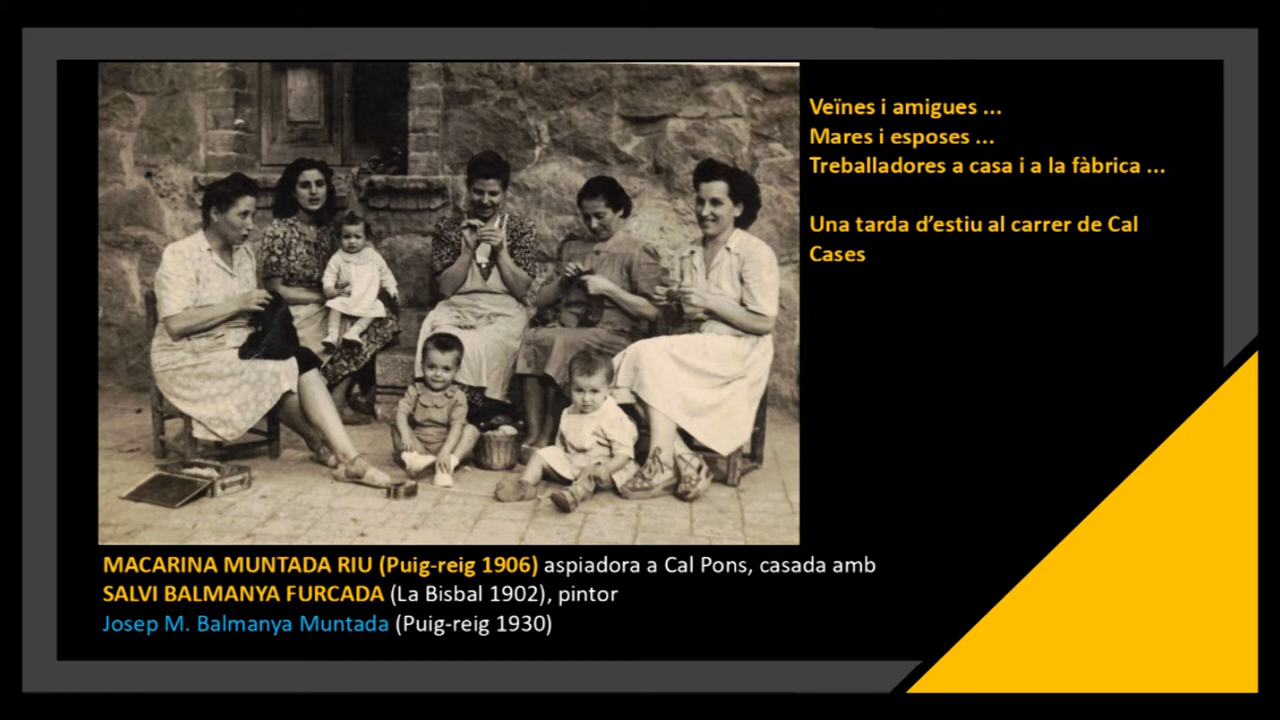 Veïnes i amigues ...
Mares i esposes ...
Treballadores a casa i a la fàbrica ...
Una tarda d’estiu al carrer de Cal
Cases
MACARINA MUNTADA RIU (Puig-reig 1906) aspiadora a Cal Pons, casada amb
SALVI BALMANYA FURCADA (La Bisbal 1902), pintor
Josep M. Balmanya Muntada (Puig-reig 1930)